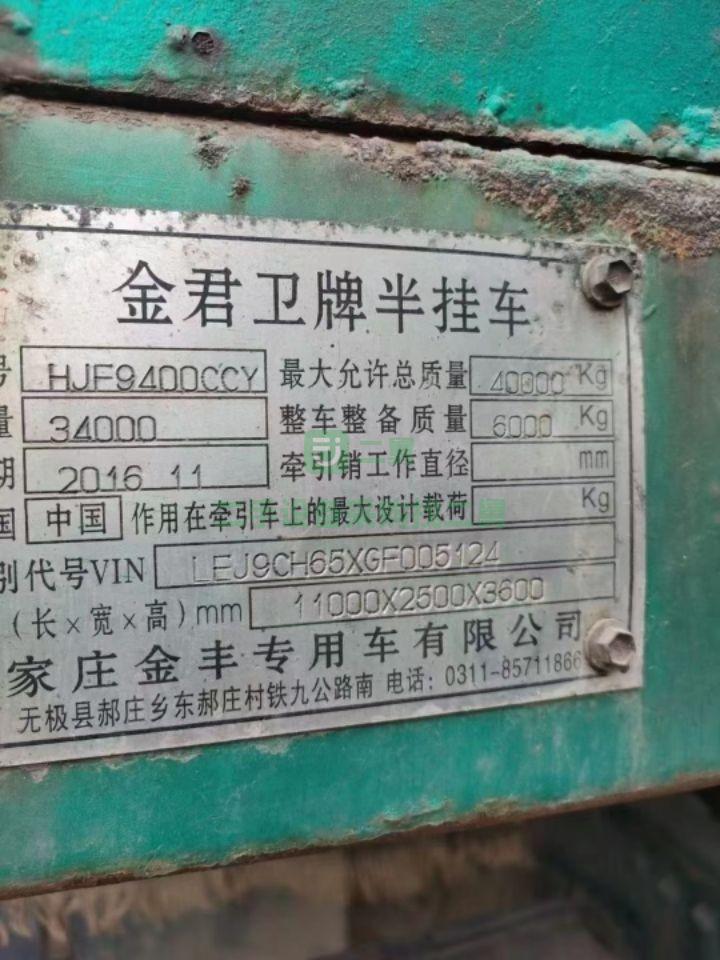 金君卫牌半挂车
号 HJF9400CCY 最大允许总质量 40000 Kg
量 34000 整车整备质量 6000 Kg
期 2016 11 牵引销工作直径 mm
国 中国 作用在牵引车上的最大设计载荷 Kg
别代号VIN LEJ9CH65XGF005124
(长×宽×高)mm 11000X2500X3600
家庄金丰专用车有限公司
无极县郝庄乡东郝庄村铁九公路南 电话: 0311-85711866